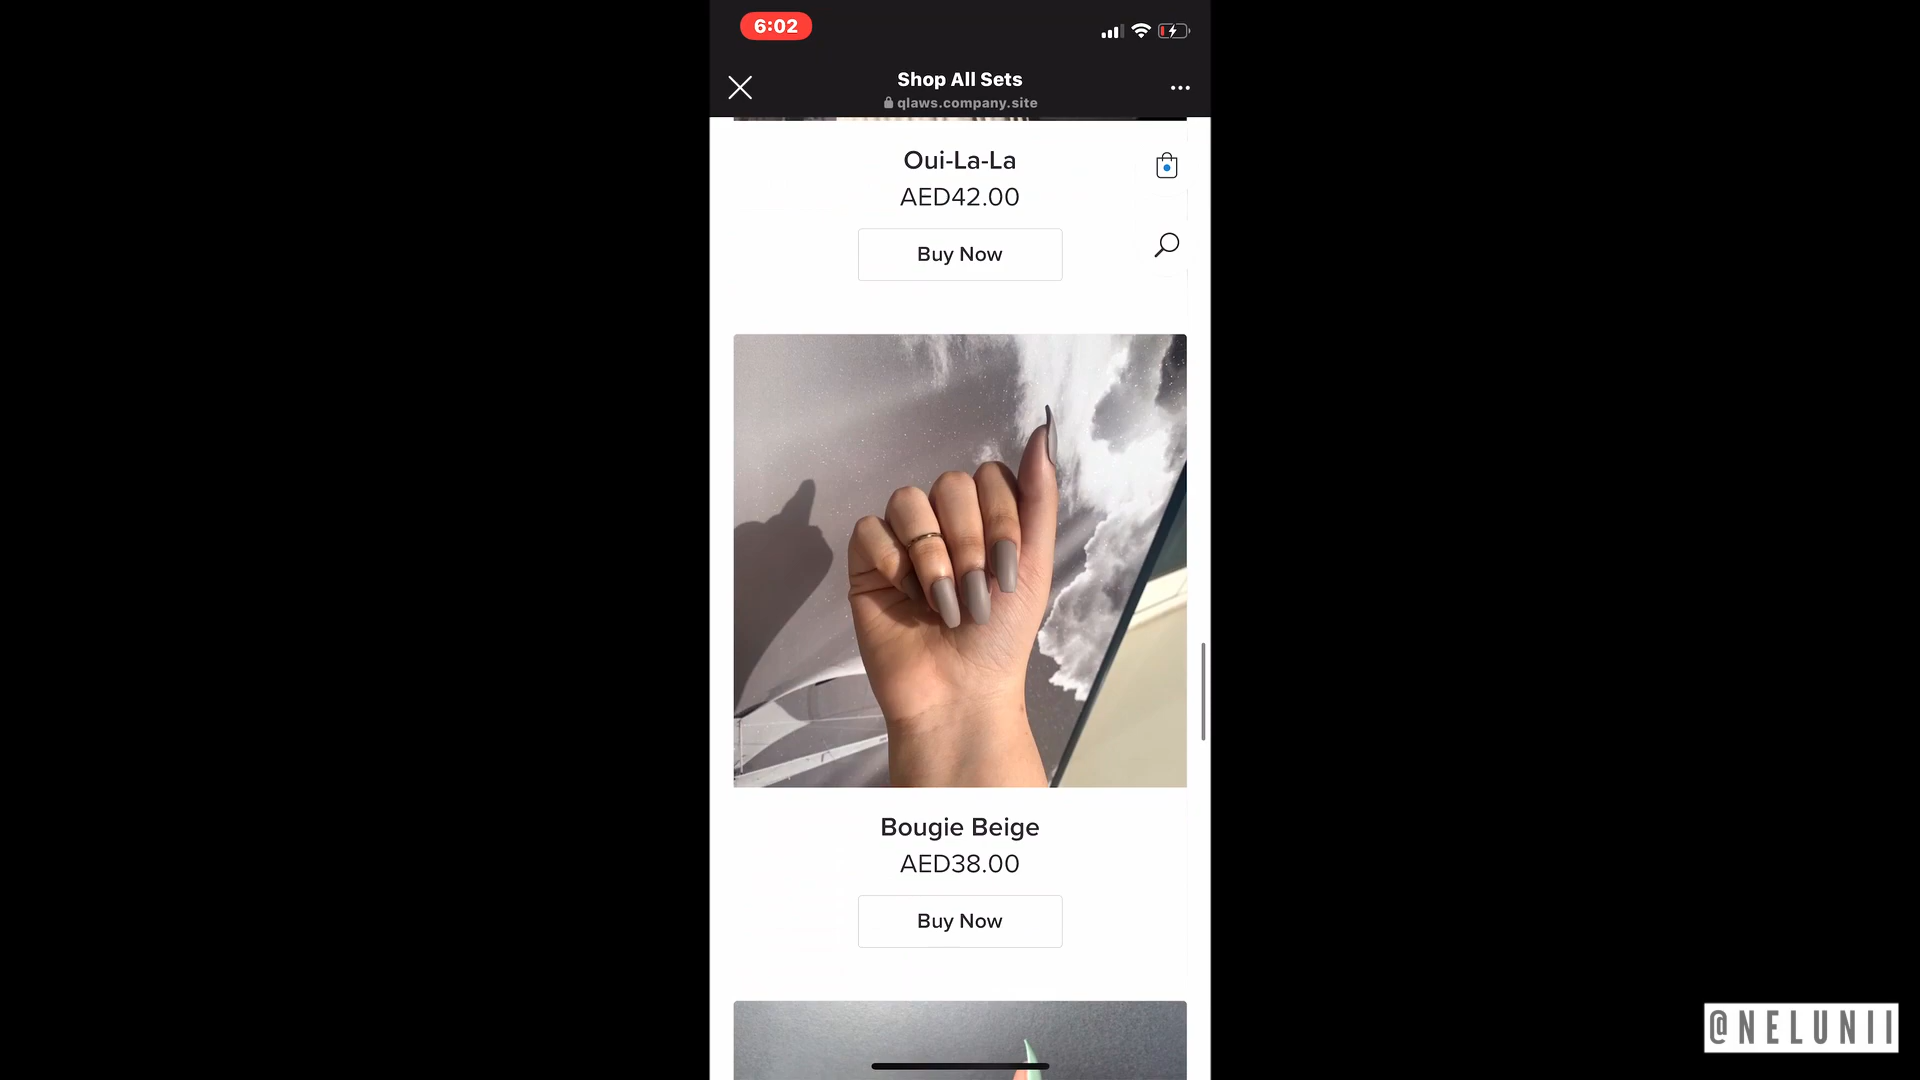 6:02
Shop All Sets
qlaws.company.site
Oui-La-La
AED42.00
Buy Now
Bougie Beige
AED38.00
Buy Now
@NELUNII